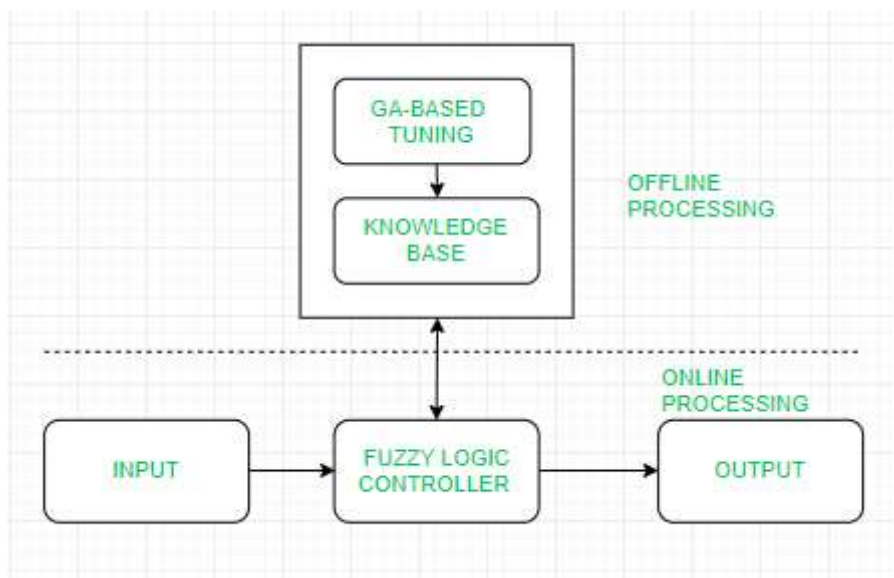 GA-BASED
TUNING
KNOWLEDGE
BASE
OFFLINE
PROCESSING
ONLINE
PROCESSING
INPUT
FUZZY LOGIC
CONTROLLER
OUTPUT